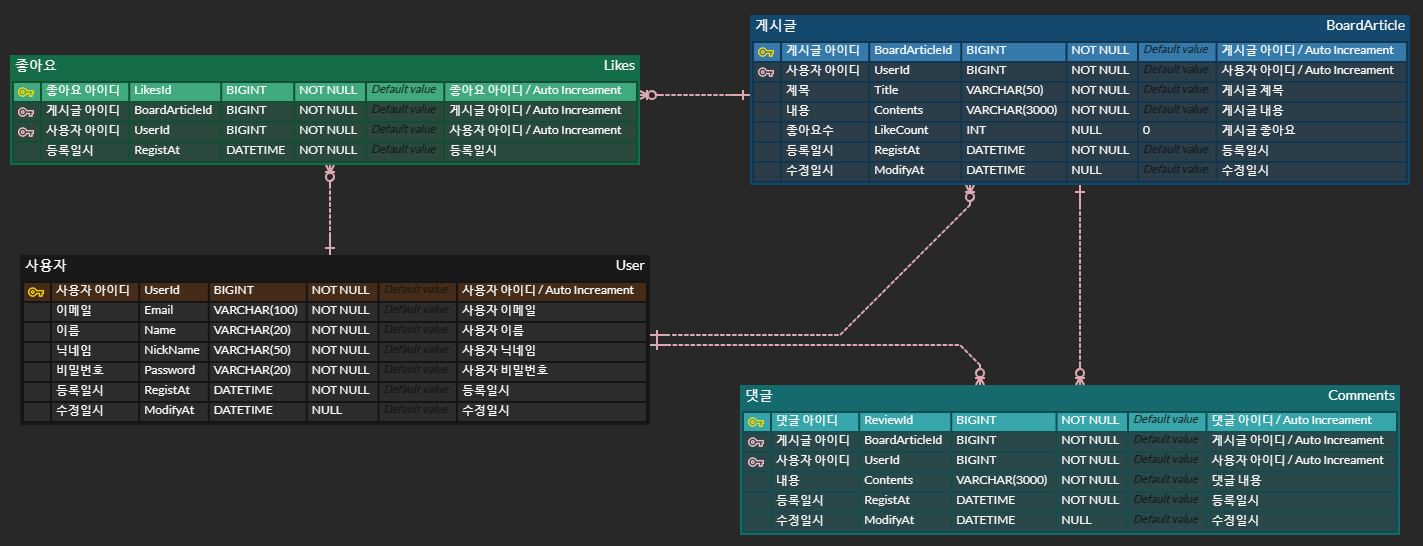 좋아요 Likes
좋아요 아이디 LikesId BIGINT NOT NULL Default value 좋아요 아이디 / Auto Increament
게시글 아이디 BoardArticleId BIGINT NOT NULL Default value 게시글 아이디 / Auto Increament
사용자 아이디 UserId BIGINT NOT NULL Default value 사용자 아이디 / Auto Increament
등록일시 RegistAt DATETIME NOT NULL Default value 등록일시
게시글 BoardArticle
게시글 아이디 BoardArticleId BIGINT NOT NULL Default value 게시글 아이디 / Auto Increament
사용자 아이디 UserId BIGINT NOT NULL Default value 사용자 아이디 / Auto Increament
제목 Title VARCHAR(50) NOT NULL Default value 게시글 제목
내용 Contents VARCHAR(3000) NOT NULL Default value 게시글 내용
좋아요수 LikeCount INT NULL 0 게시글 좋아요
등록일시 RegistAt DATETIME NOT NULL Default value 등록일시
수정일시 ModifyAt DATETIME NULL Default value 수정일시
사용자 User
사용자 아이디 UserId BIGINT NOT NULL Default value 사용자 아이디 / Auto Increament
이메일 Email VARCHAR(100) NOT NULL Default value 사용자 이메일
이름 Name VARCHAR(20) NOT NULL Default value 사용자 이름
닉네임 NickName VARCHAR(50) NOT NULL Default value 사용자 닉네임
비밀번호 Password VARCHAR(20) NOT NULL Default value 사용자 비밀번호
등록일시 RegistAt DATETIME NOT NULL Default value 등록일시
수정일시 ModifyAt DATETIME NULL Default value 수정일시
댓글 Comments
댓글 아이디 ReviewId BIGINT NOT NULL Default value 댓글 아이디 / Auto Increament
게시글 아이디 BoardArticleId BIGINT NOT NULL Default value 게시글 아이디 / Auto Increament
사용자 아이디 UserId BIGINT NOT NULL Default value 사용자 아이디 / Auto Increament
내용 Contents VARCHAR(3000) NOT NULL Default value 댓글 내용
등록일시 RegistAt DATETIME NOT NULL Default value 등록일시
수정일시 ModifyAt DATETIME NULL Default value 수정일시